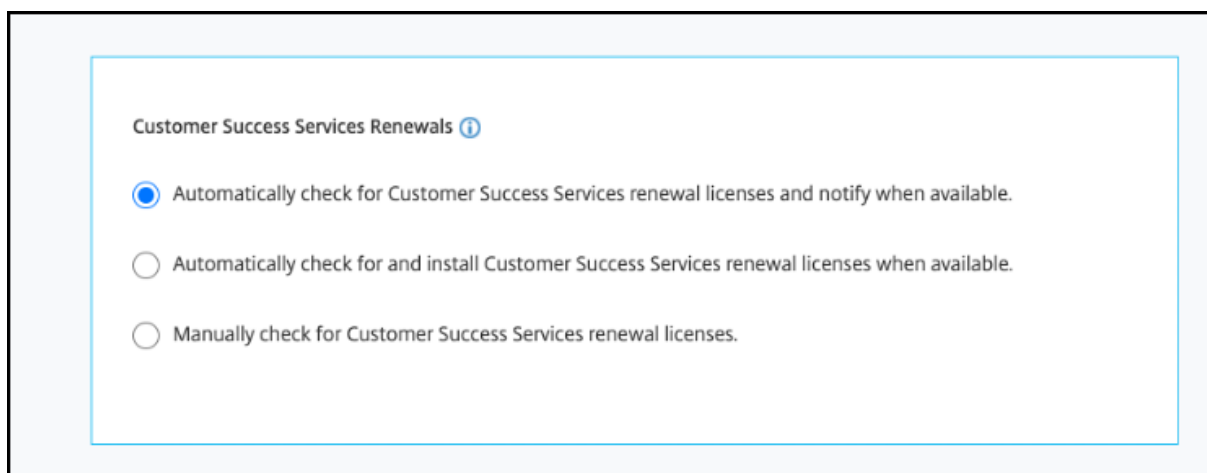 Customer Success Services Renewals
Automatically check for Customer Success Services renewal licenses and notify when available.
Automatically check for and install Customer Success Services renewal licenses when available.
Manually check for Customer Success Services renewal licenses.